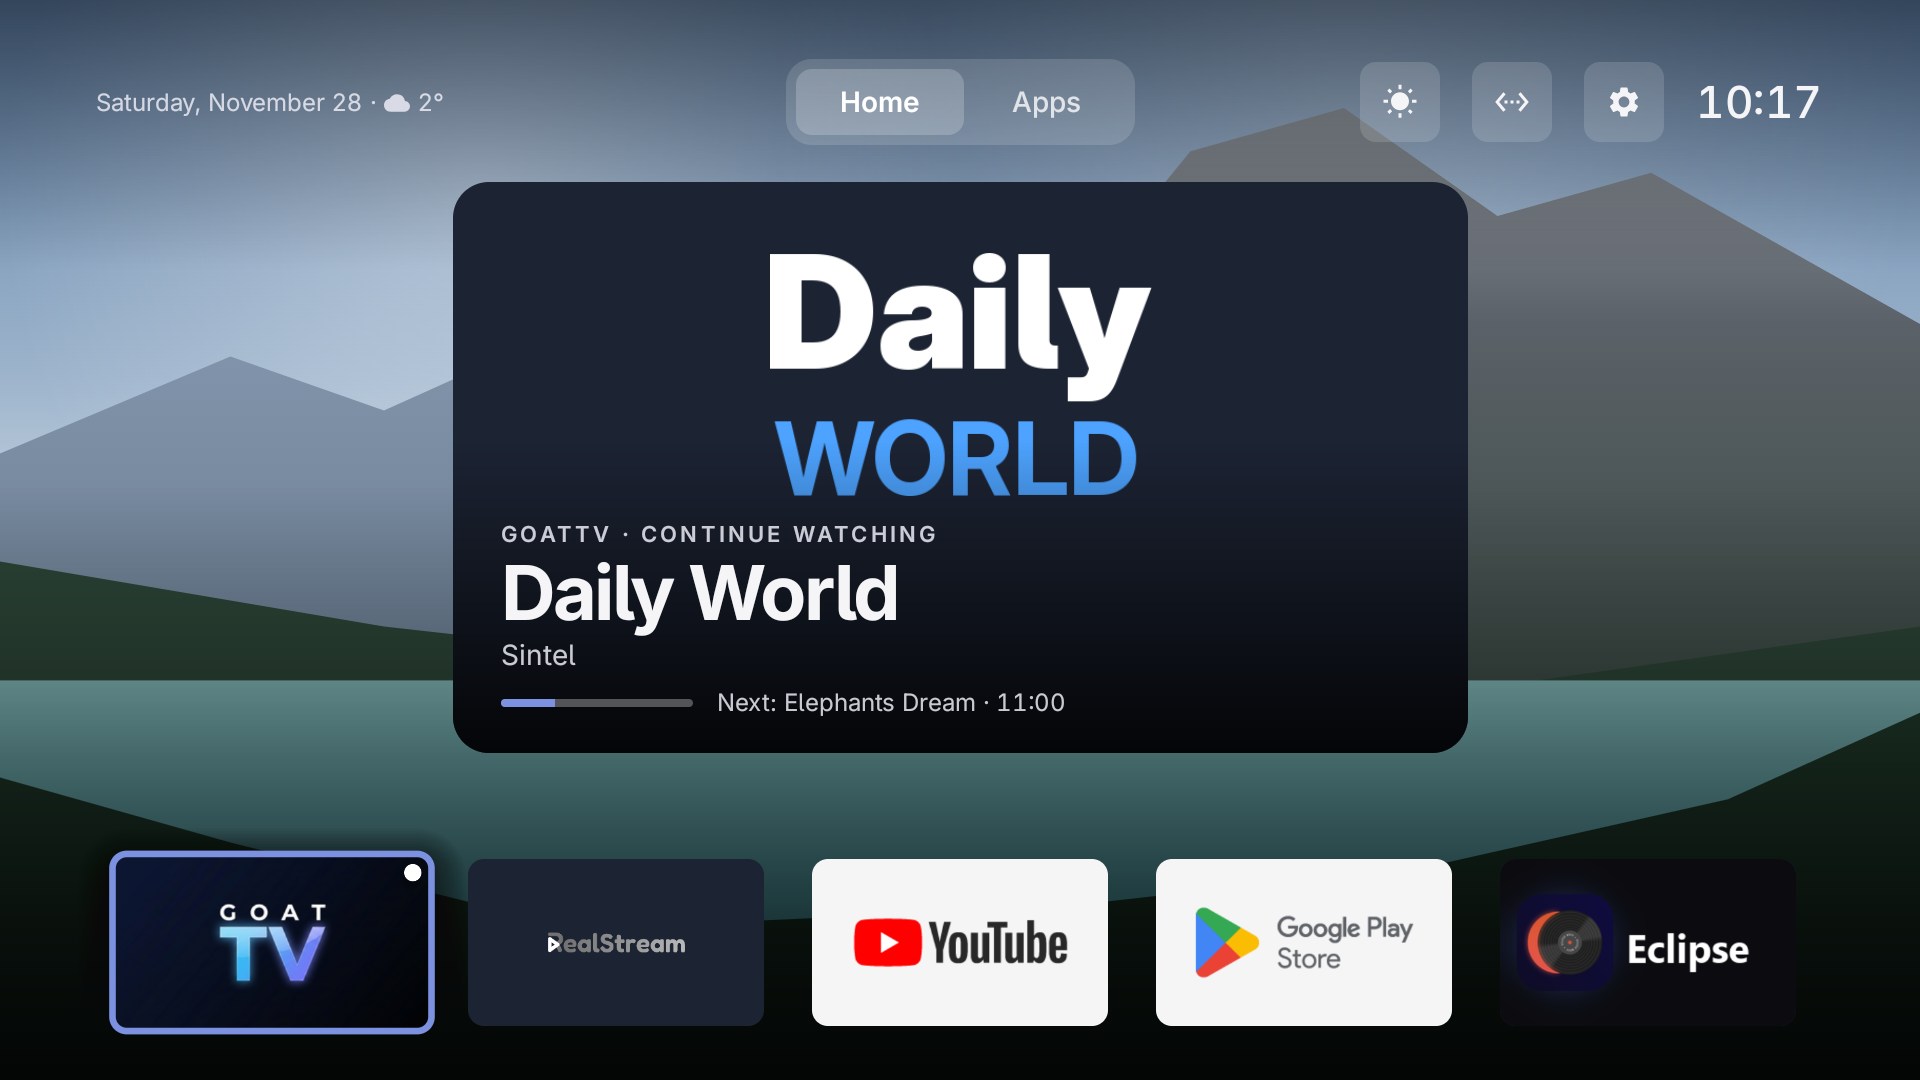 Saturday, November 28 · 2°
Home
Apps
10:17
Daily
WORLD
GOATTV · CONTINUE WATCHING
Daily World
Sintel
Next: Elephants Dream · 11:00
GOAT
TV
RealStream
YouTube
Google Play
Store
Eclipse